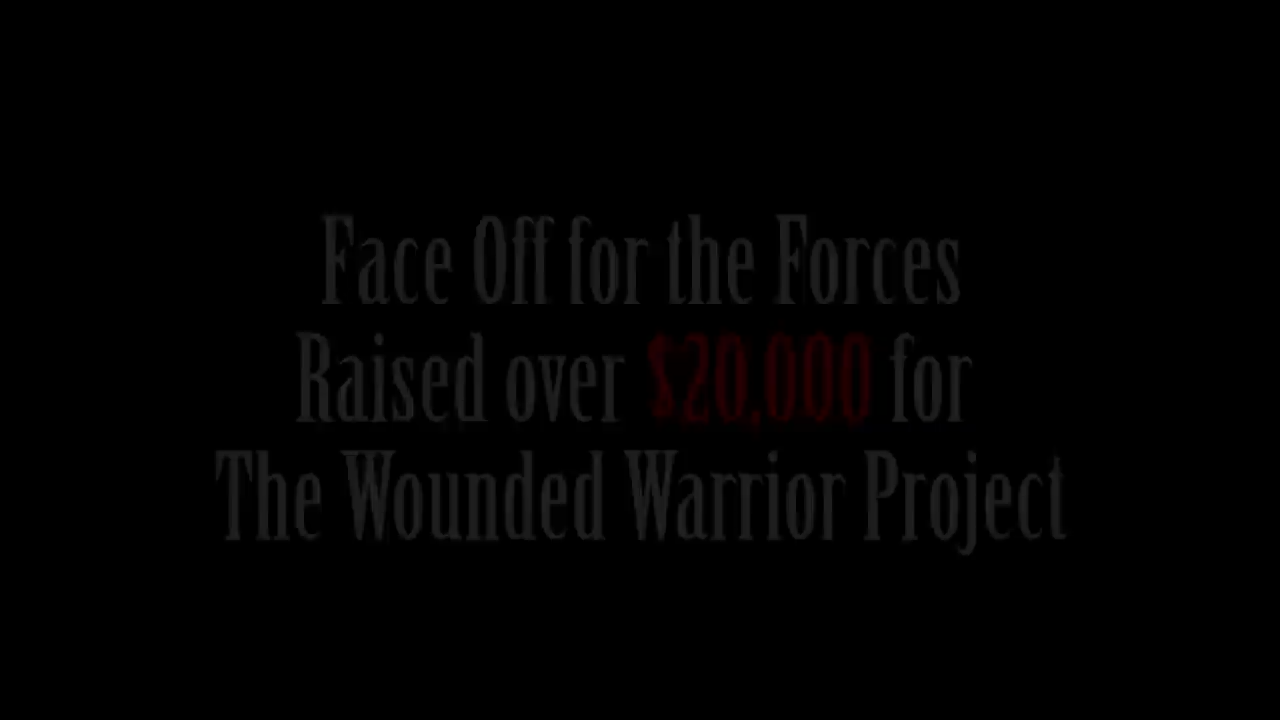 Face Off for the Forces
Raised over $20,000 for
The Wounded Warrior Project